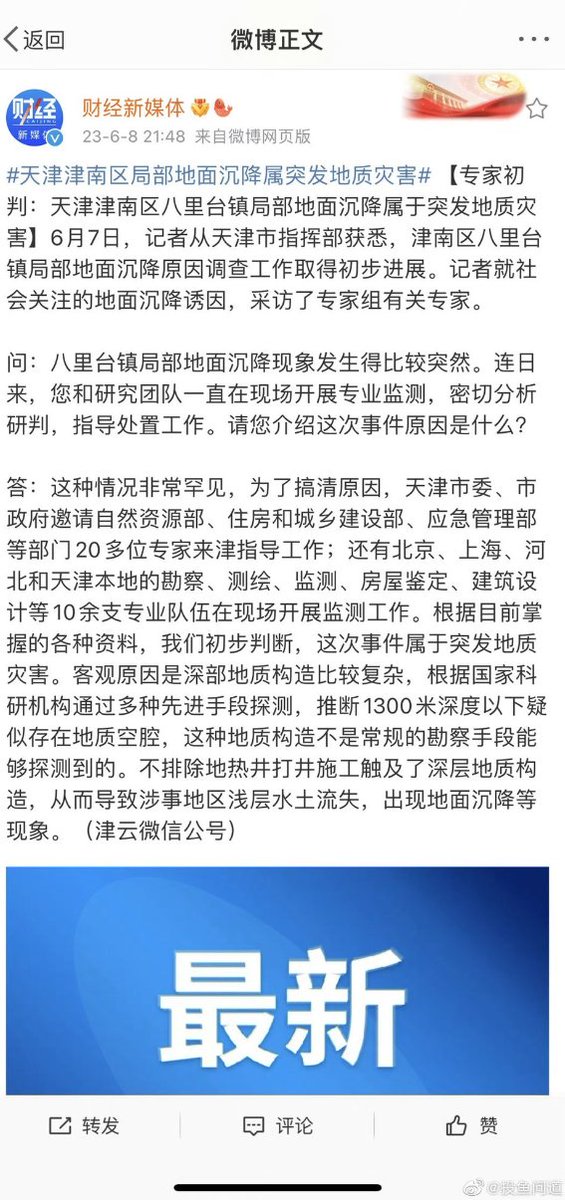 返回
微博正文
财经
CAIJING
新媒体
财经新媒体
23-6-8 21:48 来自微博网页版
#天津津南区局部地面沉降属突发地质灾害# 【专家初
判：天津津南区八里台镇局部地面沉降属于突发地质灾
害】6月7日，记者从天津市指挥部获悉，津南区八里台
镇局部地面沉降原因调查工作取得初步进展。记者就社
会关注的地面沉降诱因，采访了专家组有关专家。
问：八里台镇局部地面沉降现象发生得比较突然。连日
来，您和研究团队一直在现场开展专业监测，密切分析
研判，指导处置工作。请您介绍这次事件原因是什么？
答：这种情况非常罕见，为了搞清原因，天津市委、市
政府邀请自然资源部、住房和城乡建设部、应急管理部
等部门20多位专家来津指导工作；还有北京、上海、河
北和天津本地的勘察、测绘、监测、房屋鉴定、建筑设
计等10余支专业队伍在现场开展监测工作。根据目前掌
握的各种资料，我们初步判断，这次事件属于突发地质
灾害。客观原因是深部地质构造比较复杂，根据国家科
研机构通过多种先进手段探测，推断1300米深度以下疑
似存在地质空腔，这种地质构造不是常规的勘察手段能
够探测到的。不排除地热井打井施工触及了深层地质构
造，从而导致涉事地区浅层水土流失，出现地面沉降等
现象。（津云微信公号）
最新
转发
评论
赞
@投鱼问道